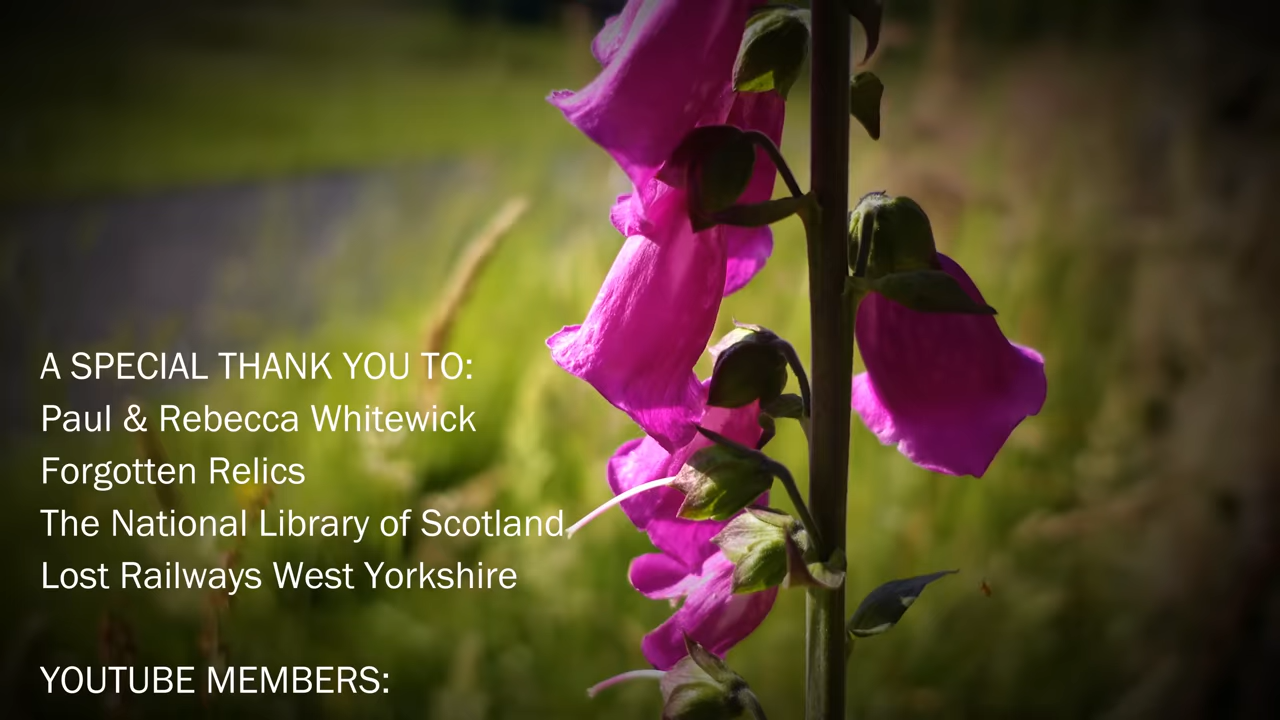 A SPECIAL THANK YOU TO:
Paul & Rebecca Whitewick
Forgotten Relics
The National Library of Scotland
Lost Railways West Yorkshire
YOUTUBE MEMBERS: